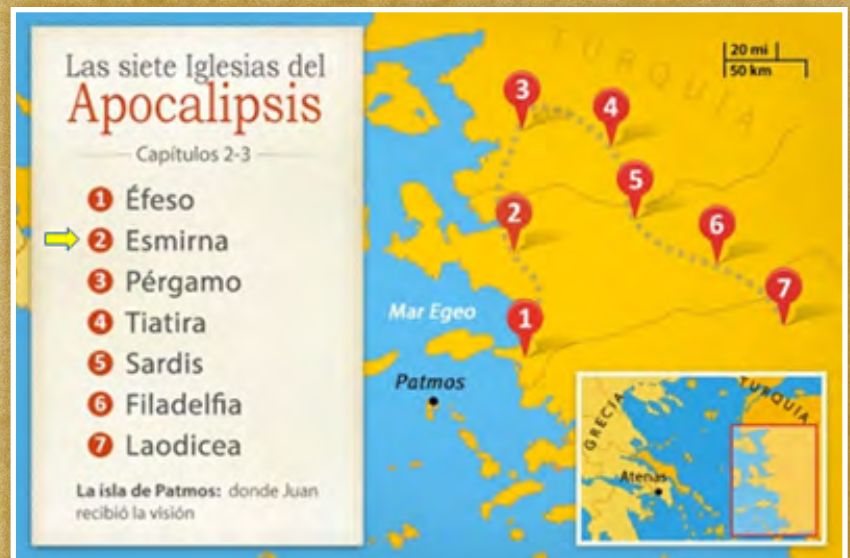 Las siete Iglesias del
Apocalipsis
Capítulos 2-3
1 Éfeso
2 Esmirna
3 Pérgamo
4 Tiatira
5 Sardis
6 Filadelfia
7 Laodicea
La isla de Patmos: donde Juan
recibió la visión
TURQUÍA
20 mi
50 km
3
4
5
2
6
7
1
Mar Egeo
Patmos
GRECIA
TURQUÍA
Atenas